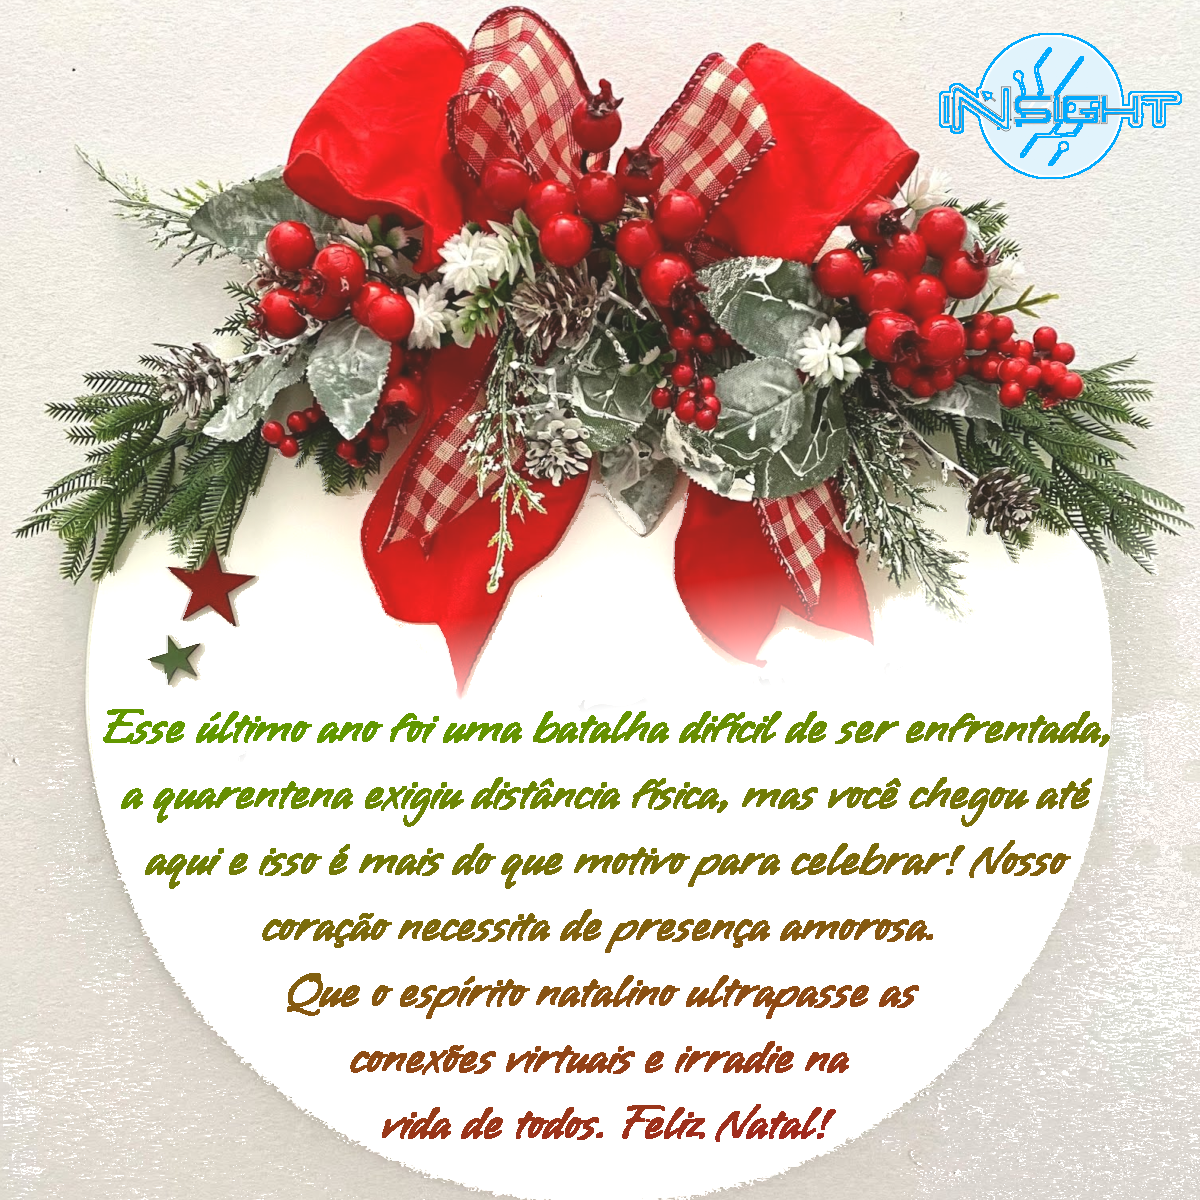 INSIGHT
Esse último ano foi uma batalha difícil de ser enfrentada,
a quarentena exigiu distância física, mas você chegou até
aqui e isso é mais do que motivo para celebrar! Nosso
coração necessita de presença amorosa.
Que o espírito natalino ultrapasse as
conexões virtuais e irradie na
vida de todos. Feliz Natal!